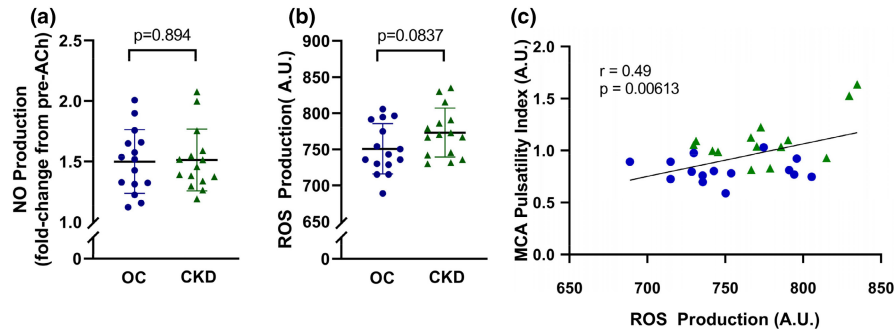 (a)
NO Production
(fold-change from pre-ACh)
2.5
2.0
1.5
1.0
0
p=0.894
OC CKD
(b)
ROS Production( A.U.)
900
850
800
750
700
650
0
p=0.0837
OC CKD
(c)
MCA Pulsatility Index (A.U.)
2.0
1.5
1.0
0.5
0.0
r = 0.49
p = 0.00613
650 700 750 800 850
ROS Production (A.U.)